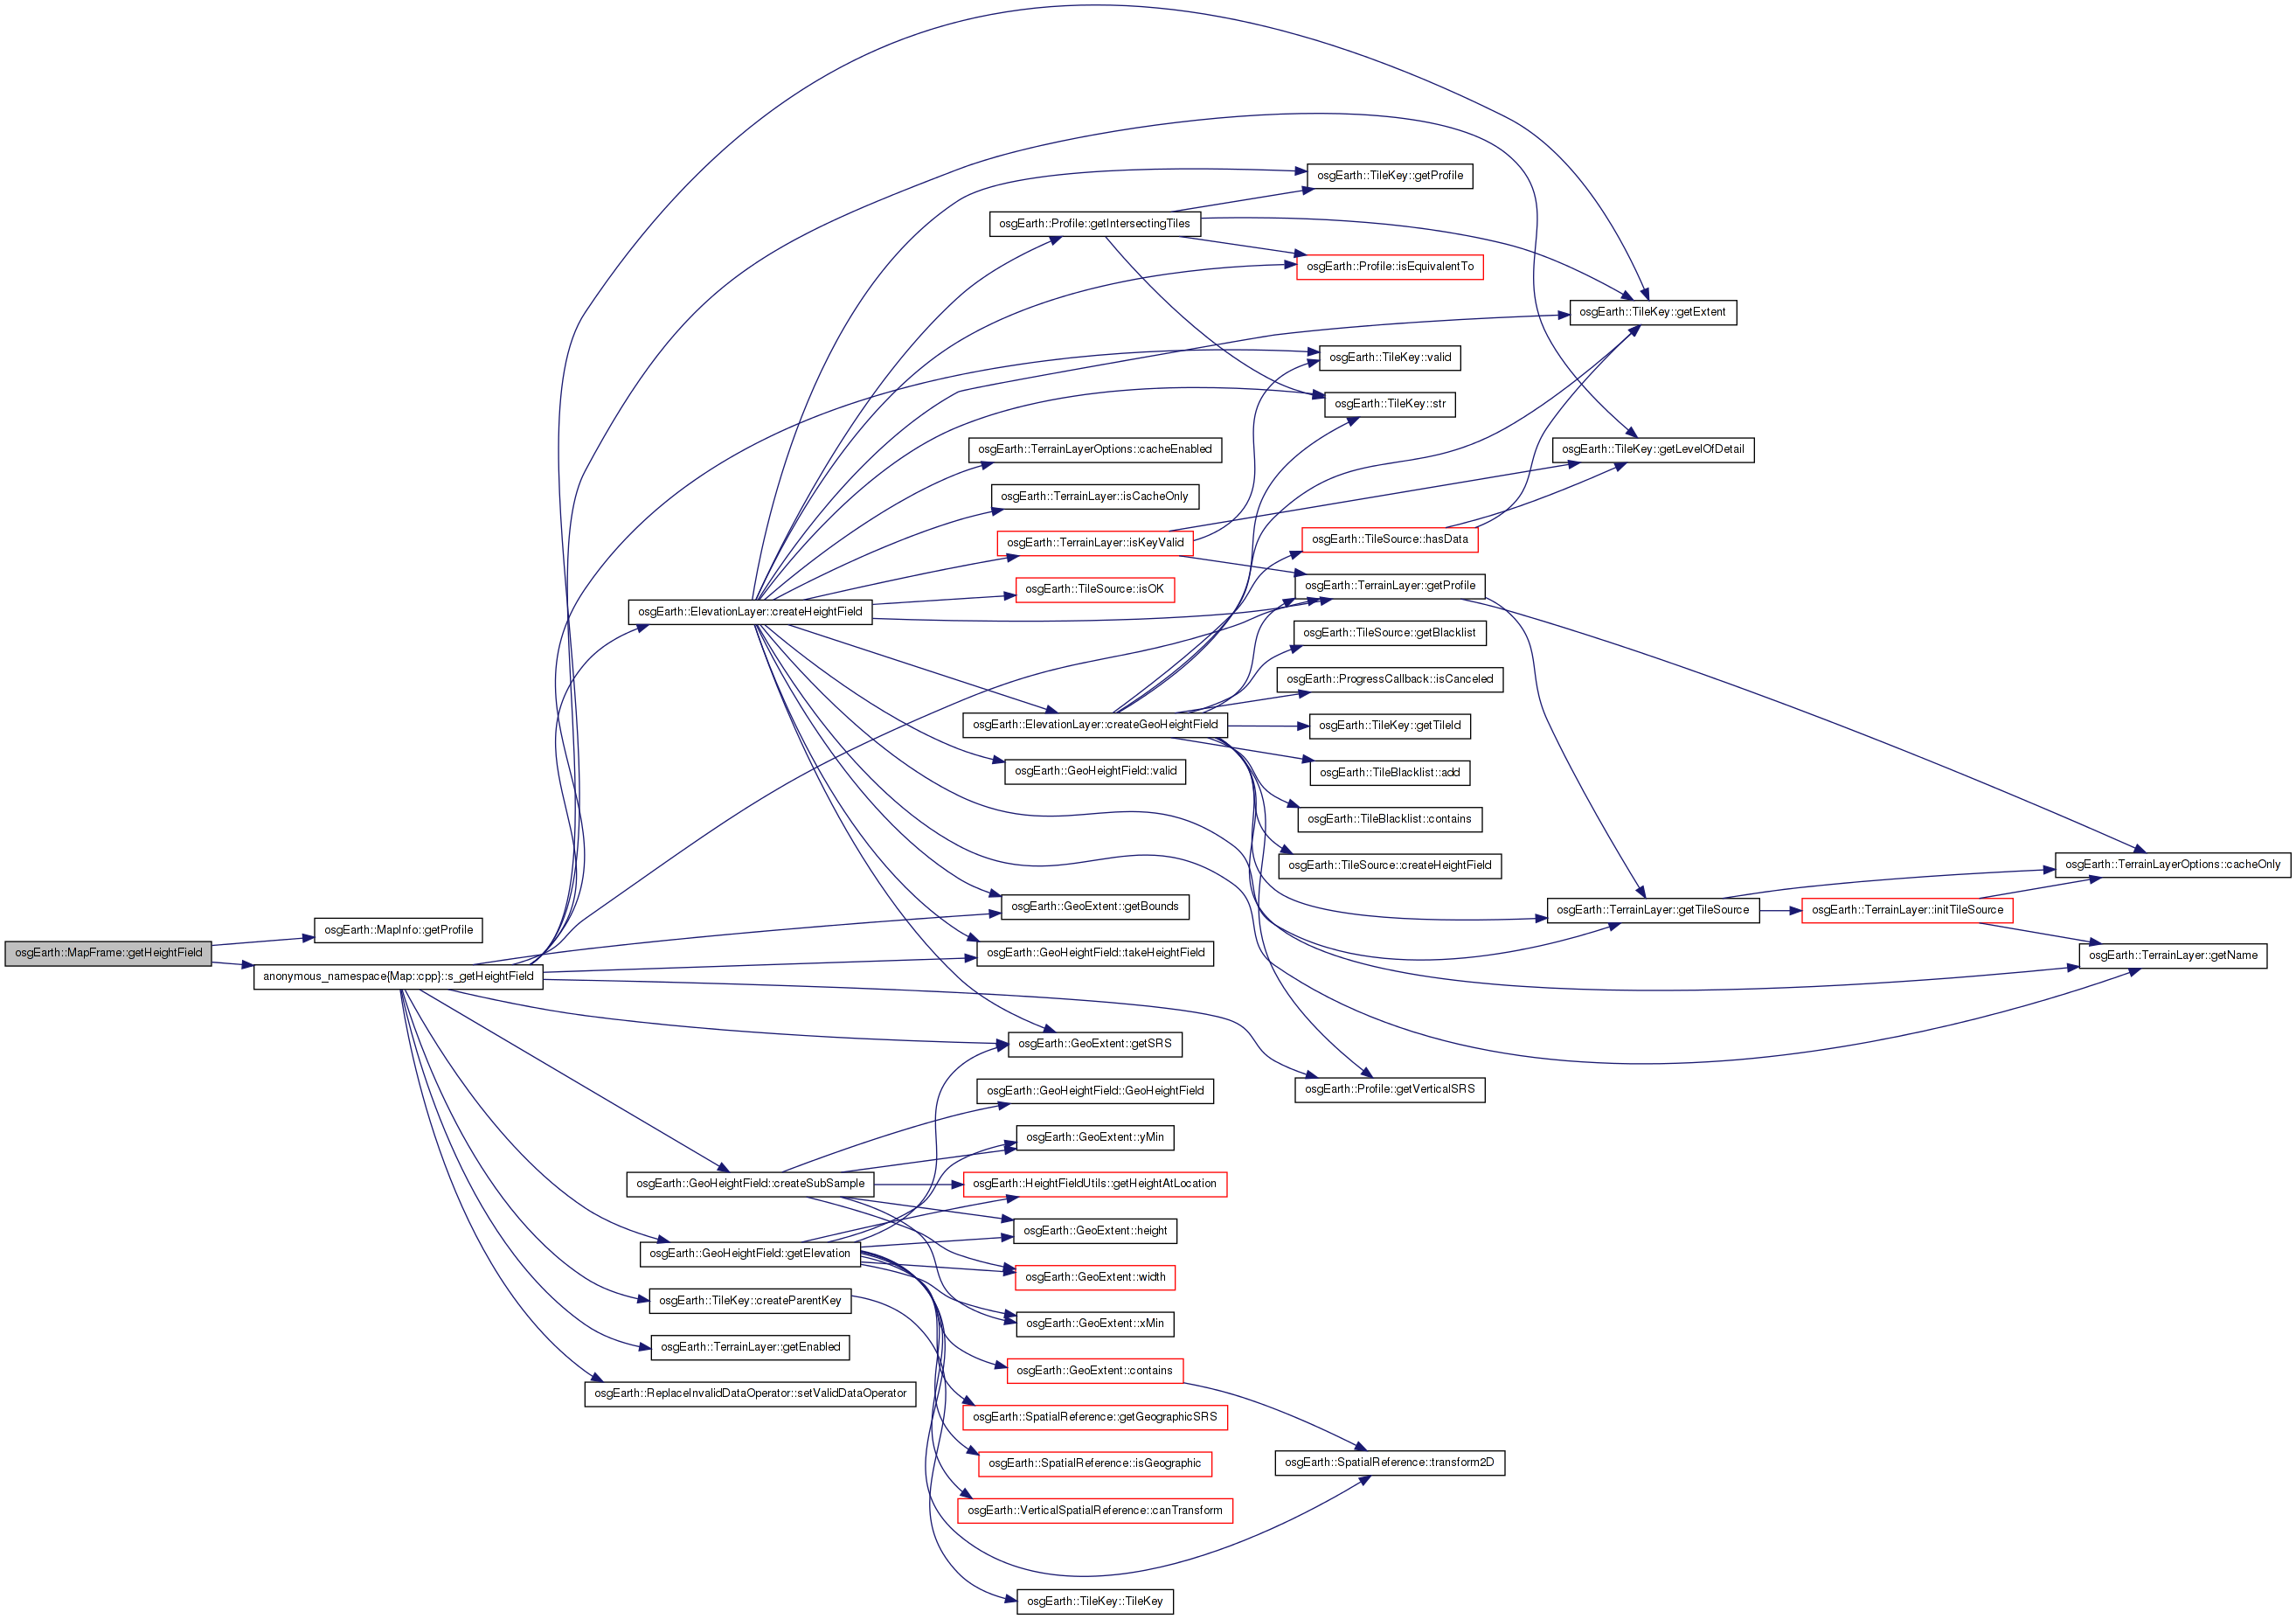 osgEarth::TileKey::getProfile
osgEarth::Profile::getIntersectingTiles
osgEarth::Profile::isEquivalentTo
osgEarth::TileKey::getExtent
osgEarth::TileKey::valid
osgEarth::TileKey::str
osgEarth::TerrainLayerOptions::cacheEnabled
osgEarth::TileKey::getLevelOfDetail
osgEarth::TerrainLayer::isCacheOnly
osgEarth::TerrainLayer::isKeyValid
osgEarth::TileSource::hasData
osgEarth::TileSource::isOK
osgEarth::TerrainLayer::getProfile
osgEarth::ElevationLayer::createHeightField
osgEarth::TileSource::getBlacklist
osgEarth::ProgressCallback::isCanceled
osgEarth::ElevationLayer::createGeoHeightField
osgEarth::TileKey::getTileId
osgEarth::GeoHeightField::valid
osgEarth::TileBlacklist::add
osgEarth::TileBlacklist::contains
osgEarth::TileSource::createHeightField
osgEarth::TerrainLayerOptions::cacheOnly
osgEarth::GeoExtent::getBounds
osgEarth::TerrainLayer::getTileSource
osgEarth::TerrainLayer::initTileSource
osgEarth::MapInfo::getProfile
osgEarth::MapFrame::getHeightField
osgEarth::GeoHeightField::takeHeightField
osgEarth::TerrainLayer::getName
anonymous_namespace{Map::cpp}::s_getHeightField
osgEarth::GeoExtent::getSRS
osgEarth::Profile::getVerticalSRS
osgEarth::GeoHeightField::GeoHeightField
osgEarth::GeoExtent::yMin
osgEarth::GeoHeightField::createSubSample
osgEarth::HeightFieldUtils::getHeightAtLocation
osgEarth::GeoExtent::height
osgEarth::GeoHeightField::getElevation
osgEarth::GeoExtent::width
osgEarth::TileKey::createParentKey
osgEarth::GeoExtent::xMin
osgEarth::TerrainLayer::getEnabled
osgEarth::GeoExtent::contains
osgEarth::ReplaceInvalidDataOperator::setValidDataOperator
osgEarth::SpatialReference::getGeographicSRS
osgEarth::SpatialReference::isGeographic
osgEarth::SpatialReference::transform2D
osgEarth::VerticalSpatialReference::canTransform
osgEarth::TileKey::TileKey